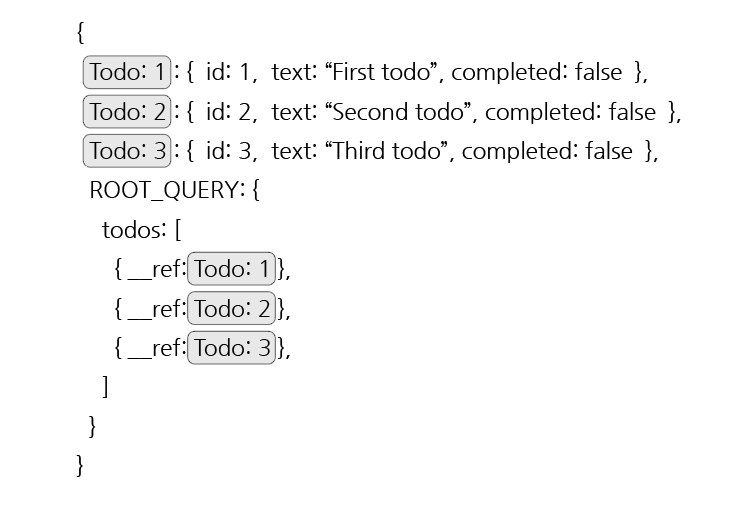 {
Todo: 1 : { id: 1, text: “First todo”, completed: false },
Todo: 2 : { id: 2, text: “Second todo”, completed: false },
Todo: 3 : { id: 3, text: “Third todo”, completed: false },
ROOT_QUERY: {
todos: [
{ __ref: Todo: 1 },
{ __ref: Todo: 2 },
{ __ref: Todo: 3 },
]
}
}